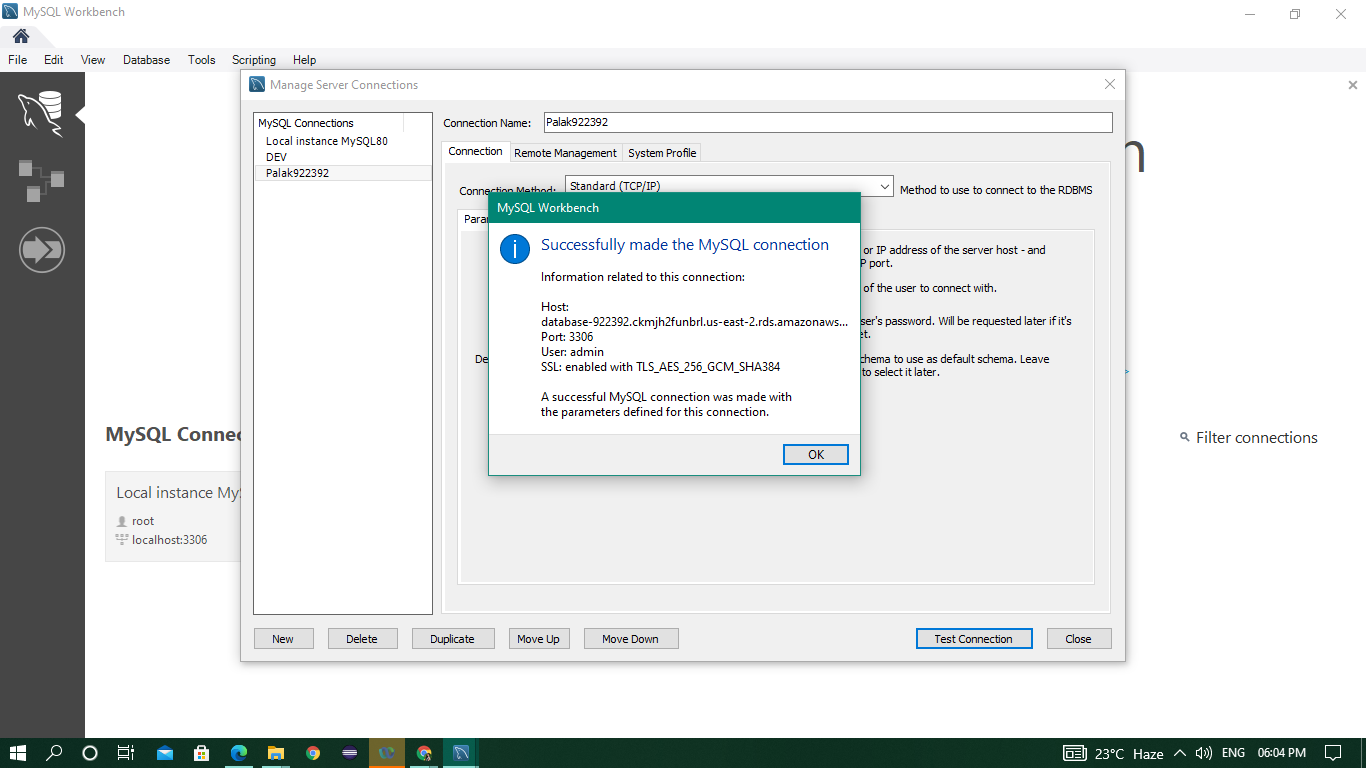 MySQL Workbench
File Edit View Database Tools Scripting Help
Manage Server Connections
MySQL Connections
Local instance MySQL80
DEV
Palak922392
Connection Name: Palak922392
Connection Remote Management System Profile
Connection Method: Standard (TCP/IP) Method to use to connect to the RDBMS
MySQL Workbench
Successfully made the MySQL connection
Information related to this connection:
Host:
database-922392.ckmjh2funbrl.us-east-2.rds.amazonaws...
Port: 3306
User: admin
SSL: enabled with TLS_AES_256_GCM_SHA384
A successful MySQL connection was made with
the parameters defined for this connection.
OK
or IP address of the server host - and
port.
of the user to connect with.
password. Will be requested later if it's
to use as default schema. Leave
to select it later.
MySQL
Filter connections
Local instance
root
localhost:3306
New Delete Duplicate Move Up Move Down Test Connection Close
23°C Haze ENG 06:04 PM